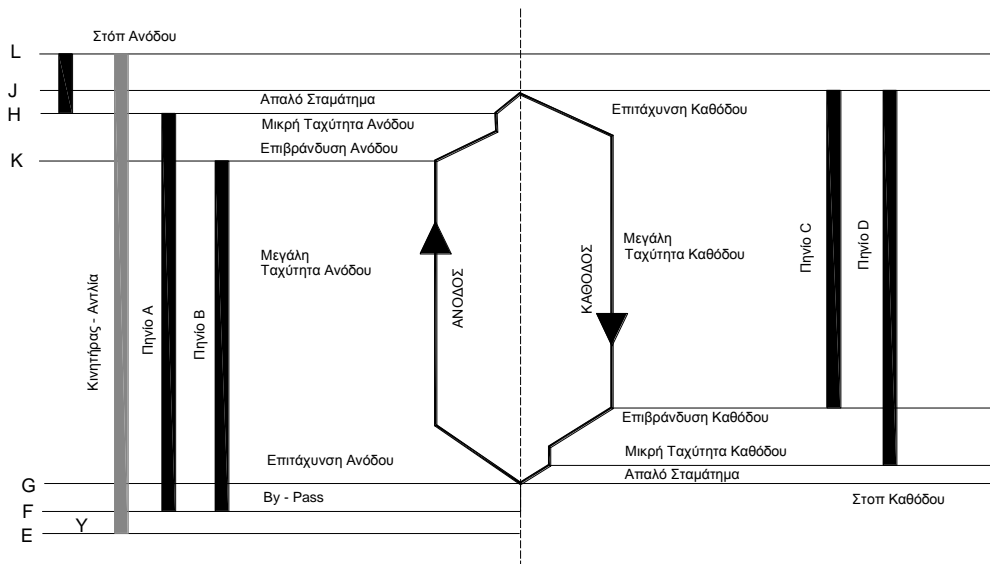 Στόπ Ανόδου
L
J
Απαλό Σταμάτημα
Επιτάχυνση Καθόδου
H
Μικρή Ταχύτητα Ανόδου
Επιβράνδυση Ανόδου
K
Μεγάλη
Ταχύτητα Ανόδου
Μεγάλη
Ταχύτητα Καθόδου
Κινητήρας - Αντλία
Πηνίο A
Πηνίο B
ΑΝΟΔΟΣ
ΚΑΘΟΔΟΣ
Πηνίο C
Πηνίο D
Επιβράνδυση Καθόδου
Μικρή Ταχύτητα Καθόδου
Επιτάχυνση Ανόδου
Απαλό Σταμάτημα
G
By - Pass
Στοπ Καθόδου
F
Y
E